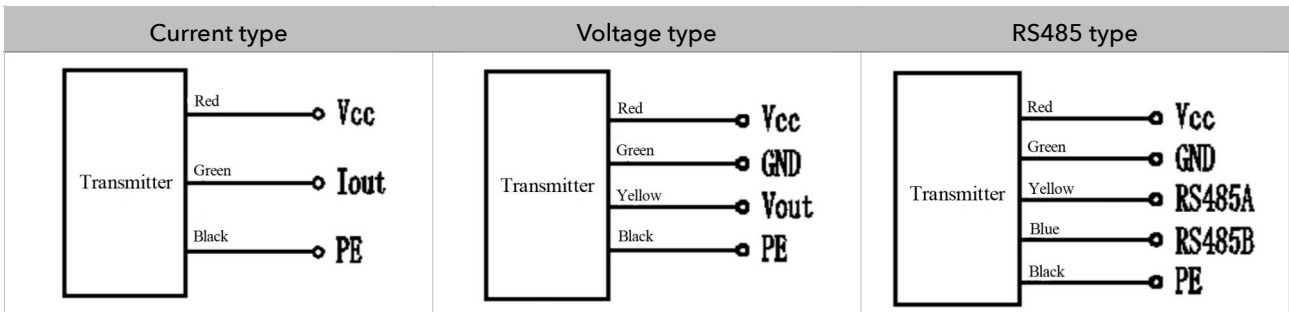 Current type
Voltage type
RS485 type
Transmitter
Red
Vcc
Green
Iout
Black
PE
Transmitter
Red
Vcc
Green
GND
Yellow
Vout
Black
PE
Transmitter
Red
Vcc
Green
GND
Yellow
RS485A
Blue
RS485B
Black
PE